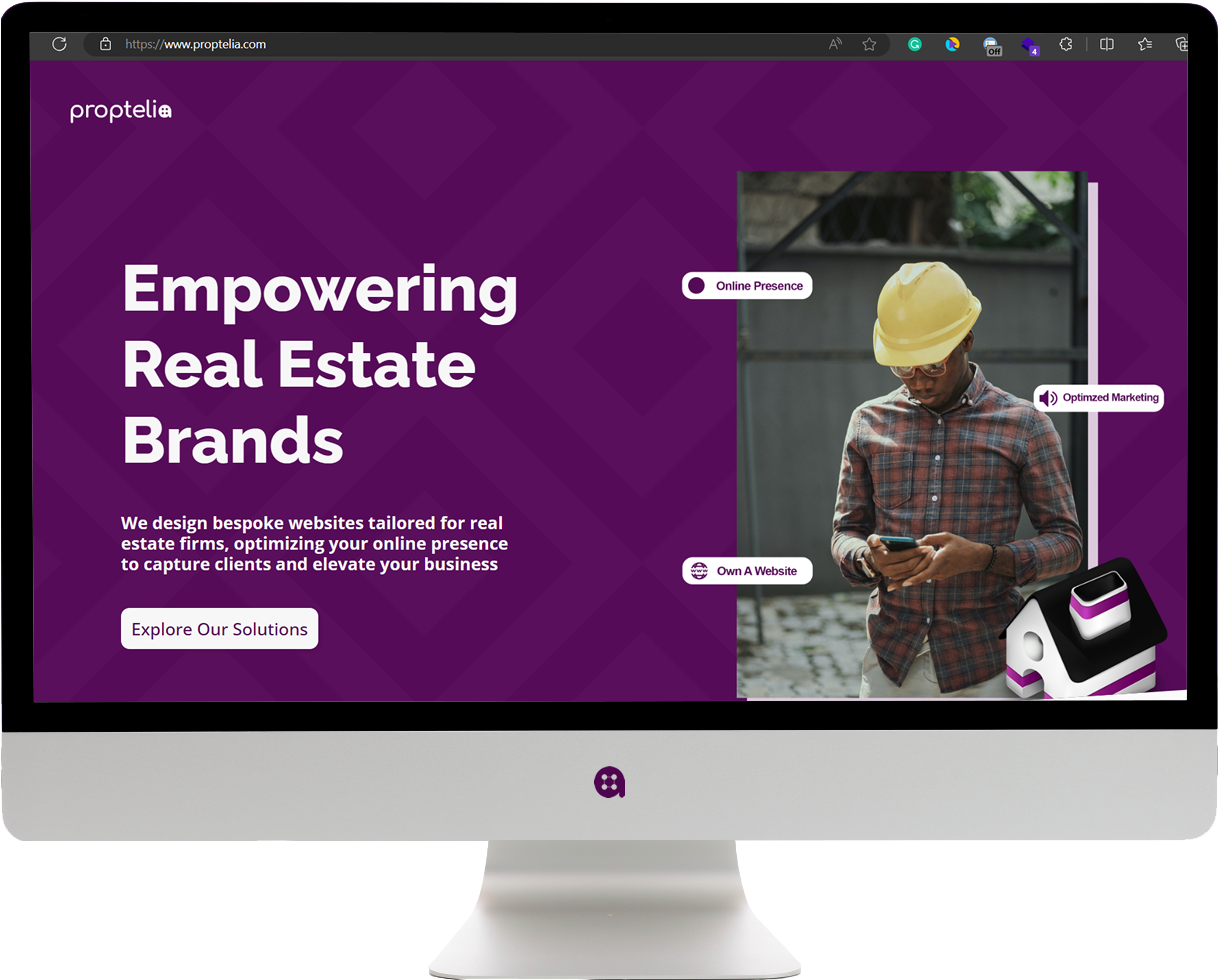 https://www.proptelia.com
Off
4
proptelia
Empowering
Real Estate
Brands
We design bespoke websites tailored for real
estate firms, optimizing your online presence
to capture clients and elevate your business
Explore Our Solutions
Online Presence
Optimzed Marketing
www
Own A Website